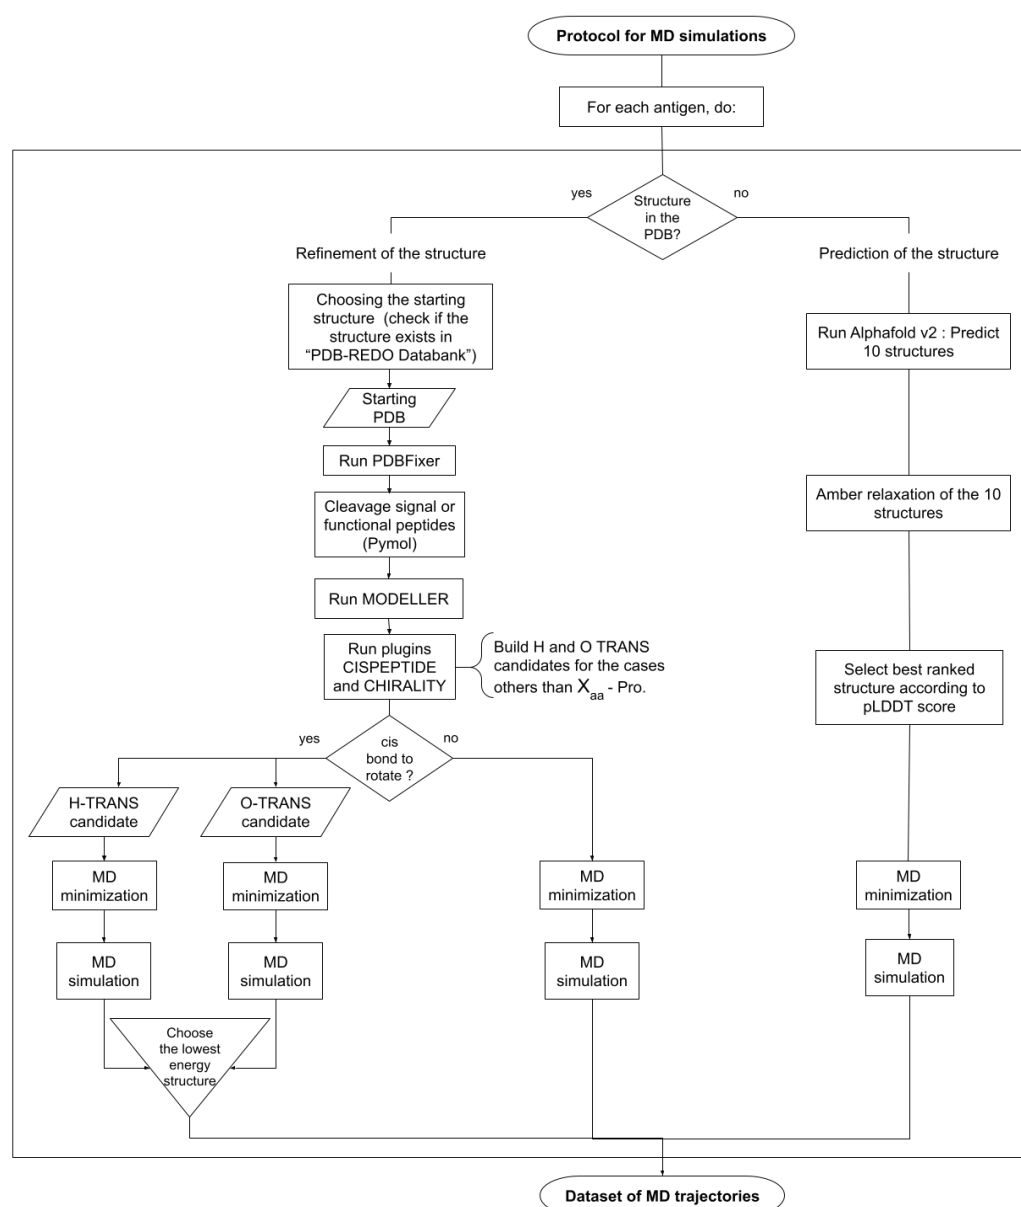 Protocol for MD simulations
For each antigen, do:
yes
Structure
in the
PDB?
no
Refinement of the structure
Prediction of the structure
Choosing the starting
structure (check if the
structure exists in
“PDB-REDO Databank”)
Run Alphafold v2 : Predict
10 structures
Starting
PDB
Run PDBFixer
Cleavage signal or
functional peptides
(Pymol)
Amber relaxation of the 10
structures
Run MODELLER
Run plugins
CISPEPTIDE
and CHIRALITY
Build H and O TRANS
candidates for the cases
others than Xaa - Pro.
Select best ranked
structure according to
pLDDT score
yes
cis
bond to
rotate ?
no
H-TRANS
candidate
O-TRANS
candidate
MD
minimization
MD
minimization
MD
minimization
MD
minimization
MD
simulation
MD
simulation
MD
simulation
MD
simulation
Choose
the lowest
energy
structure
Dataset of MD trajectories